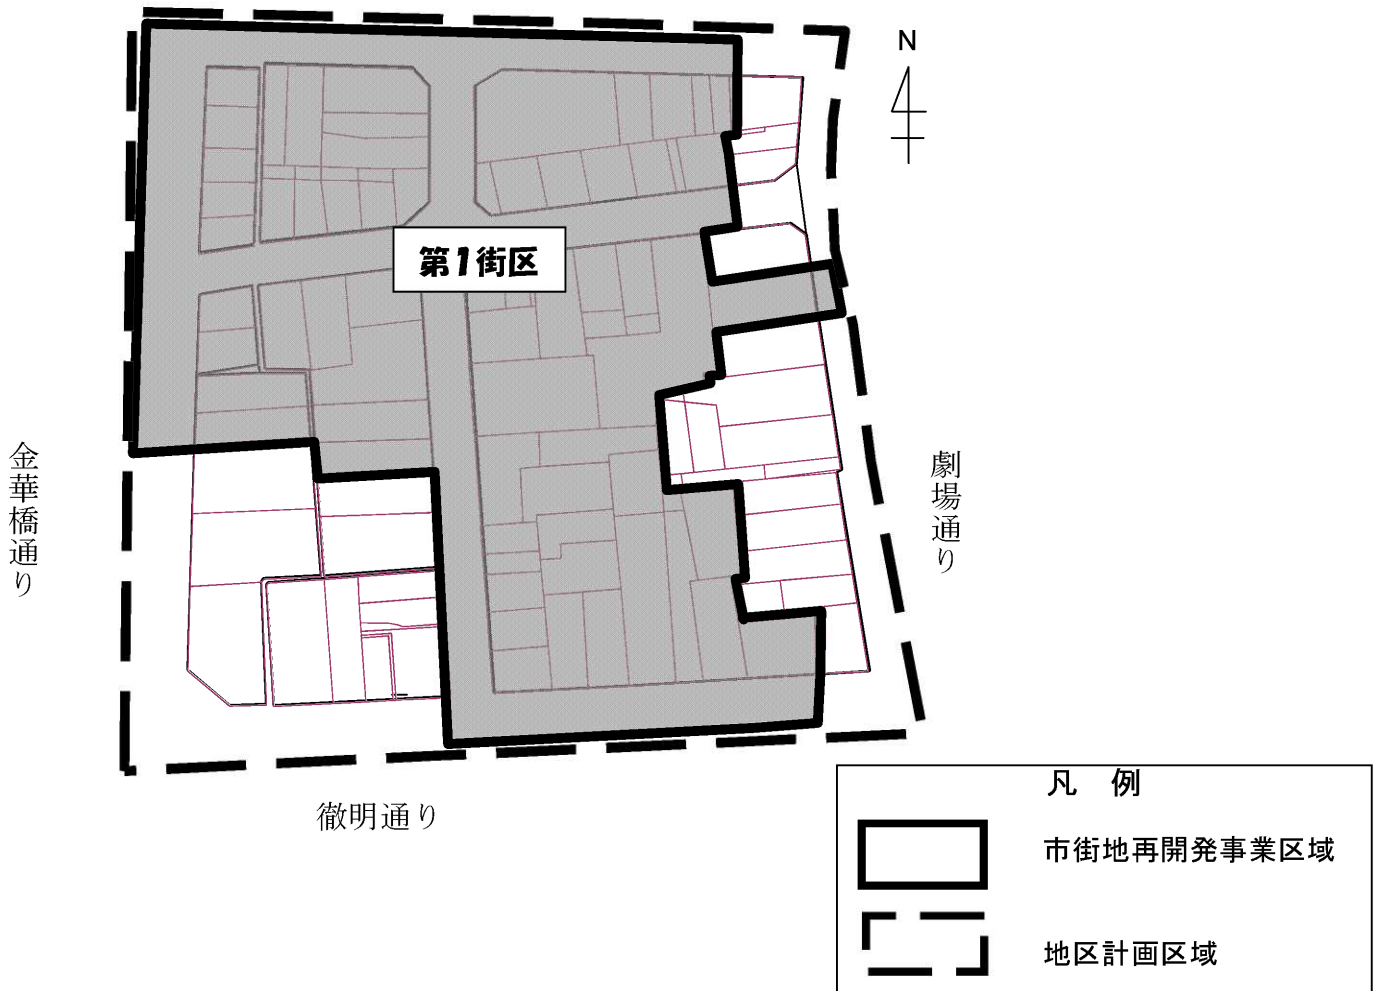 N
第1街区
金華橋通り
劇場通り
徹明通り
凡 例
市街地再開発事業区域
地区計画区域